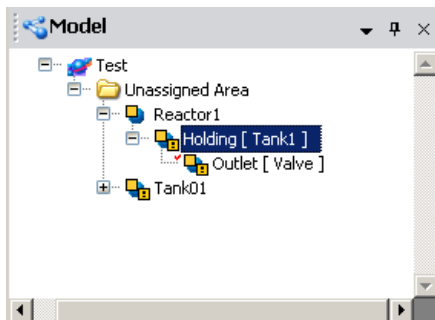 Model
Test
Unassigned Area
Reactor1
Holding [ Tank1 ]
Outlet [ Valve ]
Tank01